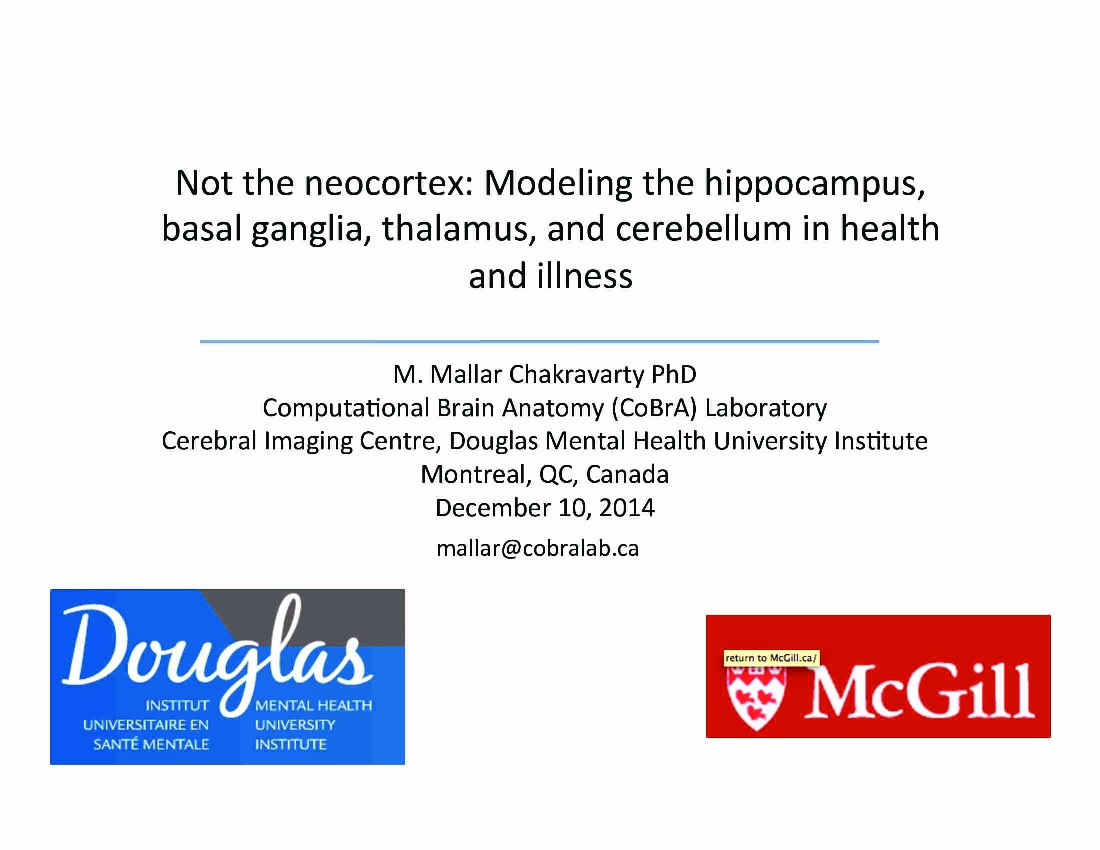 Not the neocortex: Modeling the hippocampus,
basal ganglia, thalamus, and cerebellum in health
and illness
M. Mallar Chakravarty PhD
Computational Brain Anatomy (CoBrA) Laboratory
Cerebral Imaging Centre, Douglas Mental Health University Institute
Montreal, QC, Canada
December 10, 2014
mallar@cobralab.ca
Douglas
INSTITUT
UNIVERSITAIRE EN
SANTÉ MENTALE
MENTAL HEALTH
UNIVERSITY
INSTITUTE
return to McGill.ca/
McGill